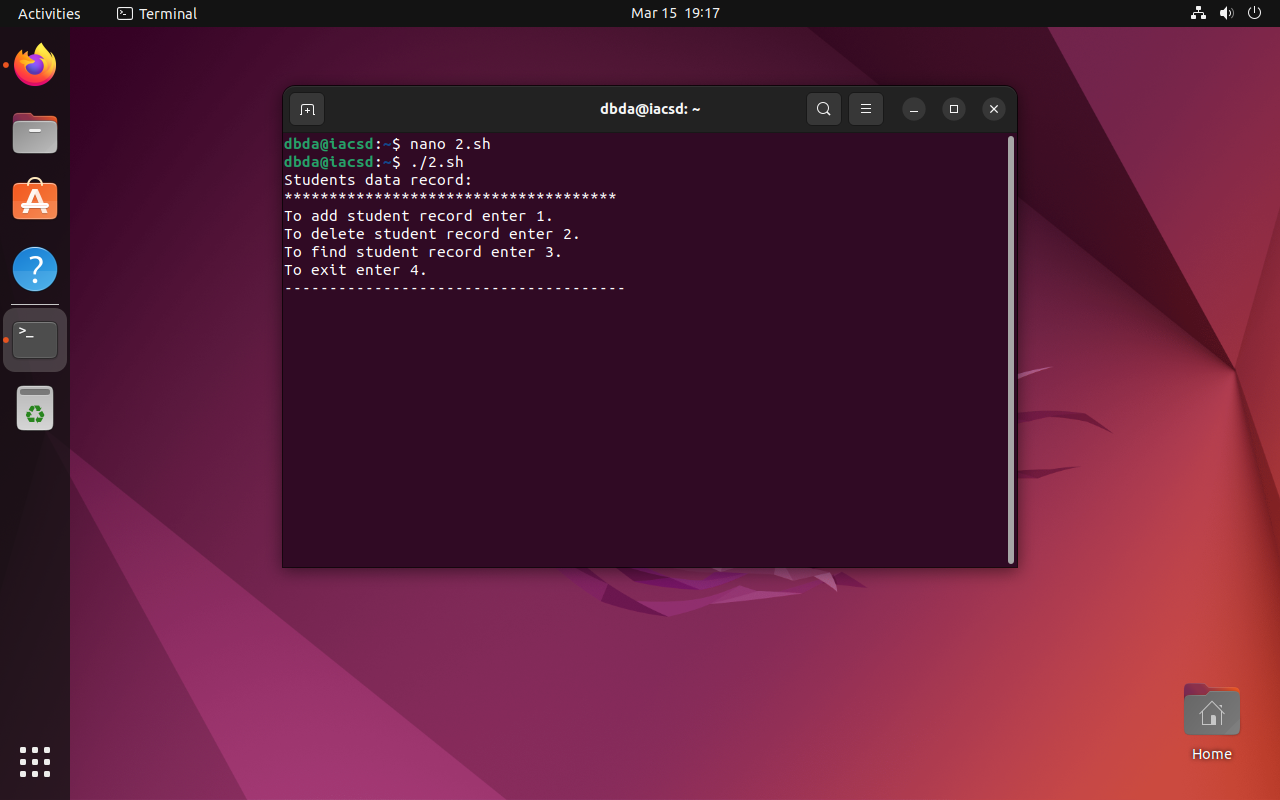 Activities Terminal Mar 15 19:17
dbda@iacsd: ~
dbda@iacsd:~$ nano 2.sh
dbda@iacsd:~$ ./2.sh
Students data record:
*************************************
To add student record enter 1.
To delete student record enter 2.
To find student record enter 3.
To exit enter 4.
--------------------------------------
Home